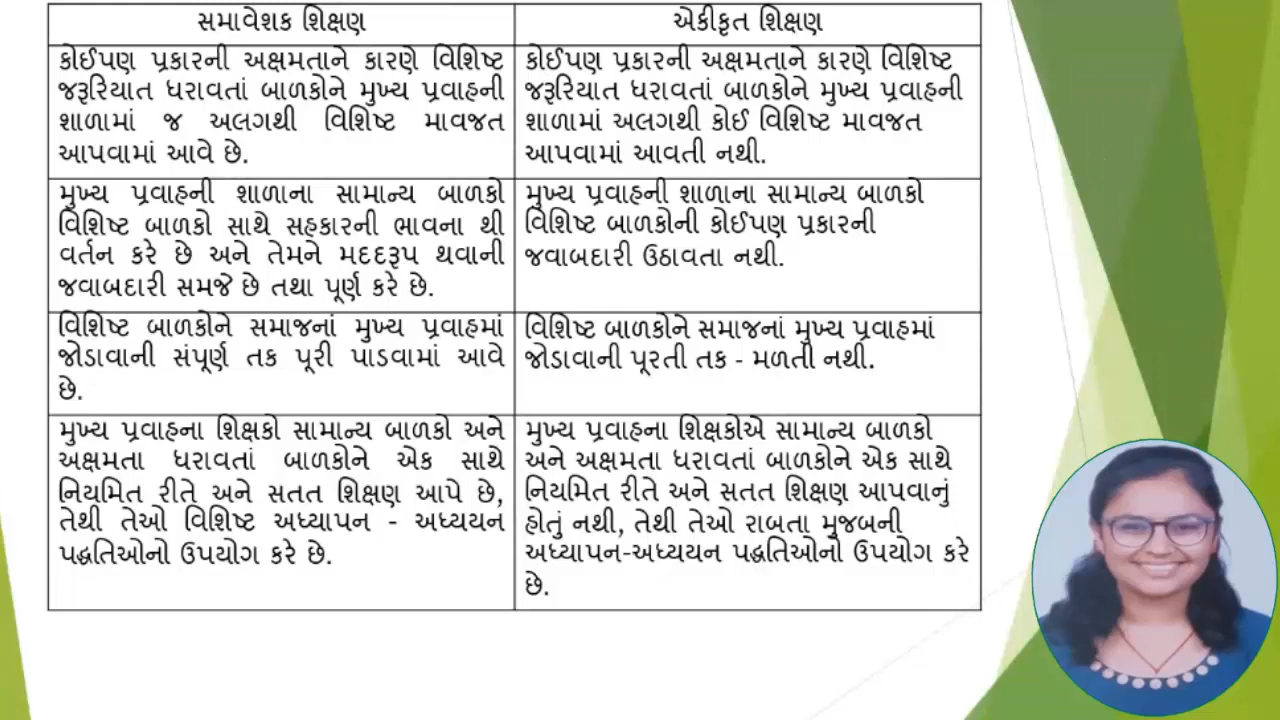 સમાવેશક શિક્ષણ
એકીકૃત શિક્ષણ
કોઈપણ પ્રકારની અક્ષમતાને કારણે વિશિષ્ટ
જરૂરિયાત ધરાવતાં બાળકોને મુખ્ય પ્રવાહની
શાળામાં જ અલગથી વિશિષ્ટ માવજત
આપવામાં આવે છે.
કોઈપણ પ્રકારની અક્ષમતાને કારણે વિશિષ્ટ
જરૂરિયાત ધરાવતાં બાળકોને મુખ્ય પ્રવાહની
શાળામાં અલગથી કોઈ વિશિષ્ટ માવજત
આપવામાં આવતી નથી.
મુખ્ય પ્રવાહની શાળાના સામાન્ય બાળકો
વિશિષ્ટ બાળકો સાથે સહકારની ભાવના થી
વર્તન કરે છે અને તેમને મદદરૂપ થવાની
જવાબદારી સમજે છે તથા પૂર્ણ કરે છે.
મુખ્ય પ્રવાહની શાળાના સામાન્ય બાળકો
વિશિષ્ટ બાળકોની કોઈપણ પ્રકારની
જવાબદારી ઉઠાવતા નથી.
વિશિષ્ટ બાળકોને સમાજનાં મુખ્ય પ્રવાહમાં
જોડાવાની સંપૂર્ણ તક પૂરી પાડવામાં આવે
છે.
વિશિષ્ટ બાળકોને સમાજનાં મુખ્ય પ્રવાહમાં
જોડાવાની પૂરતી તક - મળતી નથી.
મુખ્ય પ્રવાહના શિક્ષકો સામાન્ય બાળકો અને
અક્ષમતા ધરાવતાં બાળકોને એક સાથે
નિયમિત રીતે અને સતત શિક્ષણ આપે છે,
તેથી તેઓ વિશિષ્ટ અધ્યાપન - અધ્યયન
પદ્ધતિઓનો ઉપયોગ કરે છે.
મુખ્ય પ્રવાહના શિક્ષકોએ સામાન્ય બાળકો
અને અક્ષમતા ધરાવતાં બાળકોને એક સાથે
નિયમિત રીતે અને સતત શિક્ષણ આપવાનું
હોતું નથી, તેથી તેઓ રાબતા મુજબની
અધ્યાપન-અધ્યયન પદ્ધતિઓનો ઉપયોગ કરે
છે.